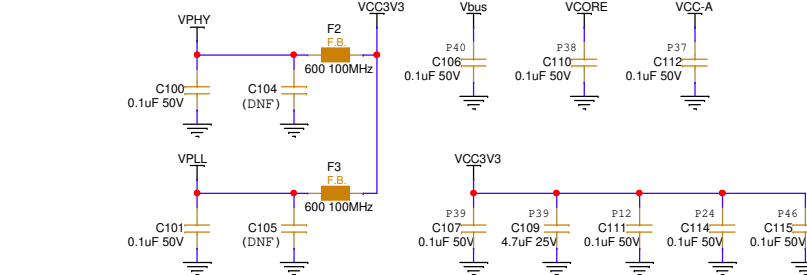 VPHY
F2
F.B.
600 100MHz
VCC3V3
C100
0.1uF 50V
C104
(DNF)
Vbus
P40
C106
0.1uF 50V
VCORE
P38
C110
0.1uF 50V
VCC-A
P37
C112
0.1uF 50V
VPLL
F3
F.B.
600 100MHz
C101
0.1uF 50V
C105
(DNF)
VCC3V3
P39
C107
0.1uF 50V
P39
C109
4.7uF 25V
P12
C111
0.1uF 50V
P24
C114
0.1uF 50V
P46
C115
0.1uF 50V